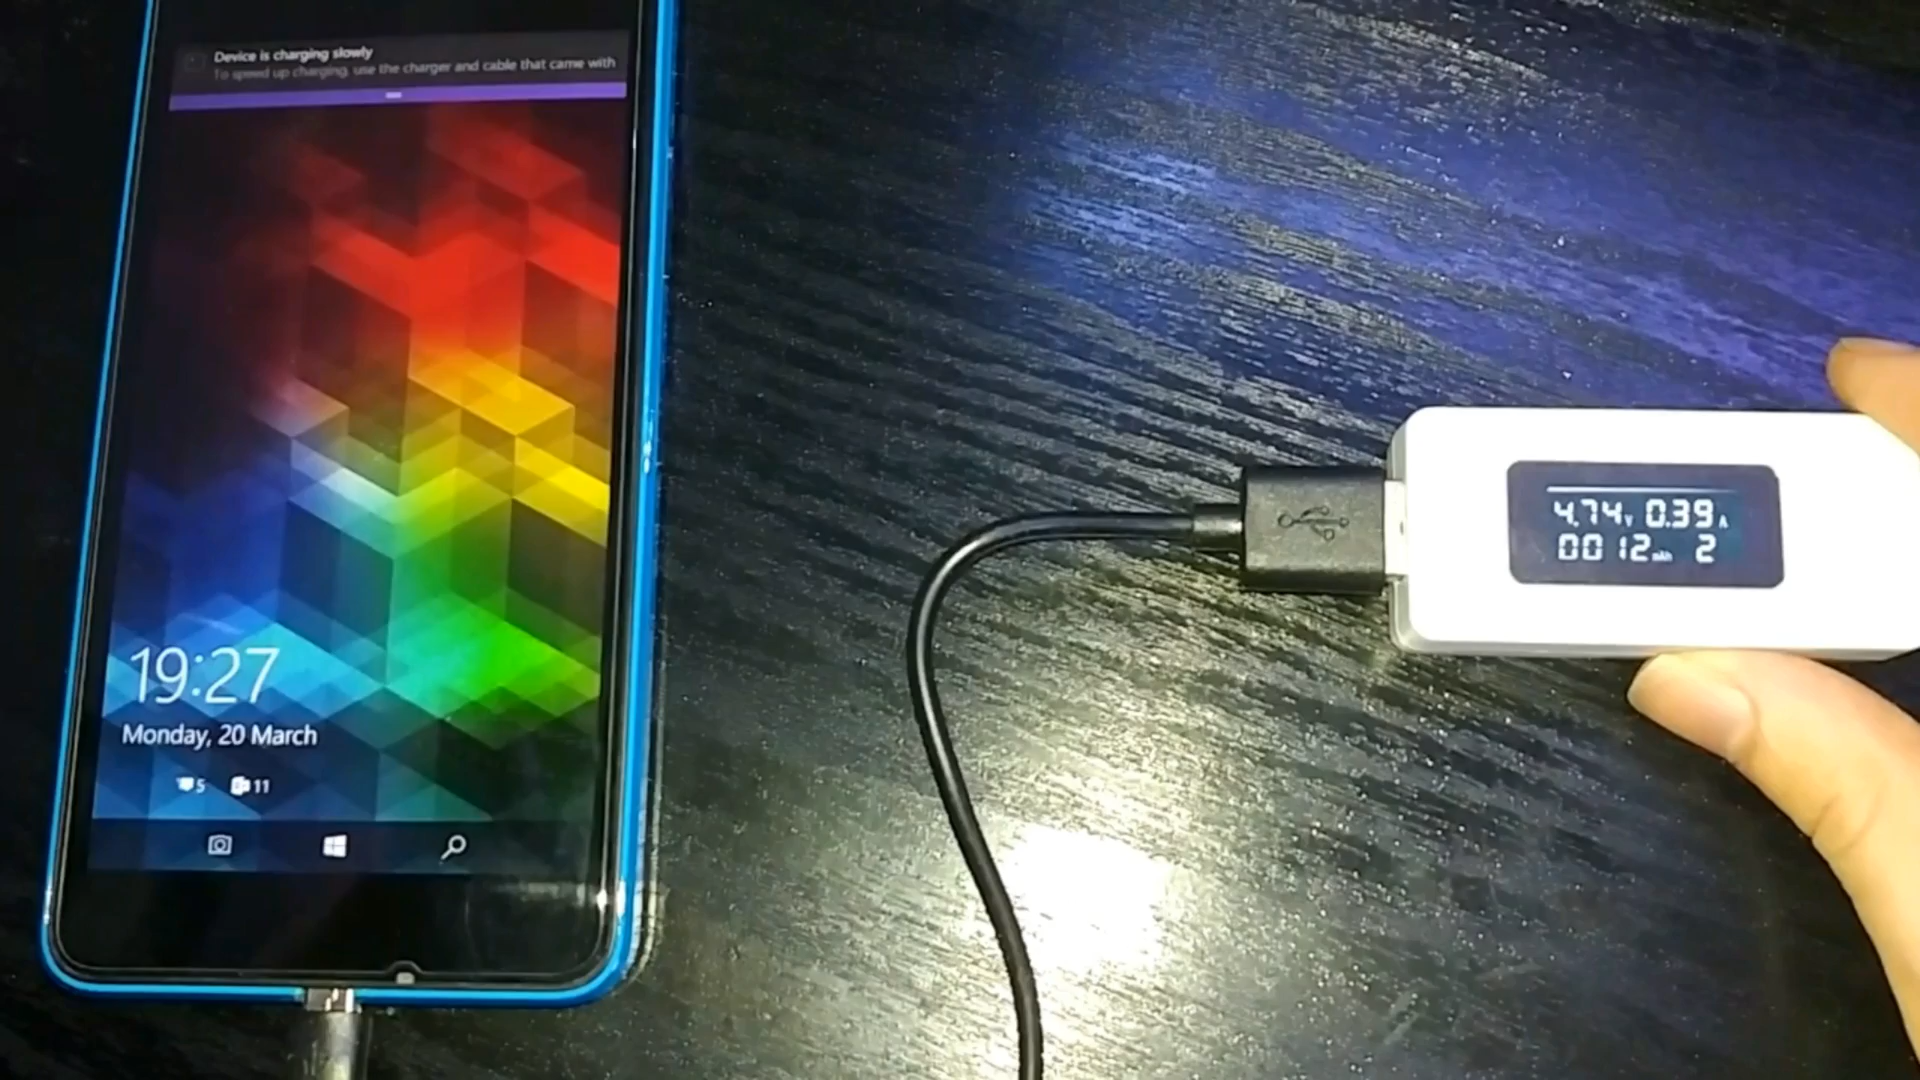 Device is charging slowly
To speed up charging, use the charger and cable that came with
19:27
Monday, 20 March
5 11
4.74V 0.39A
0012mAh 2